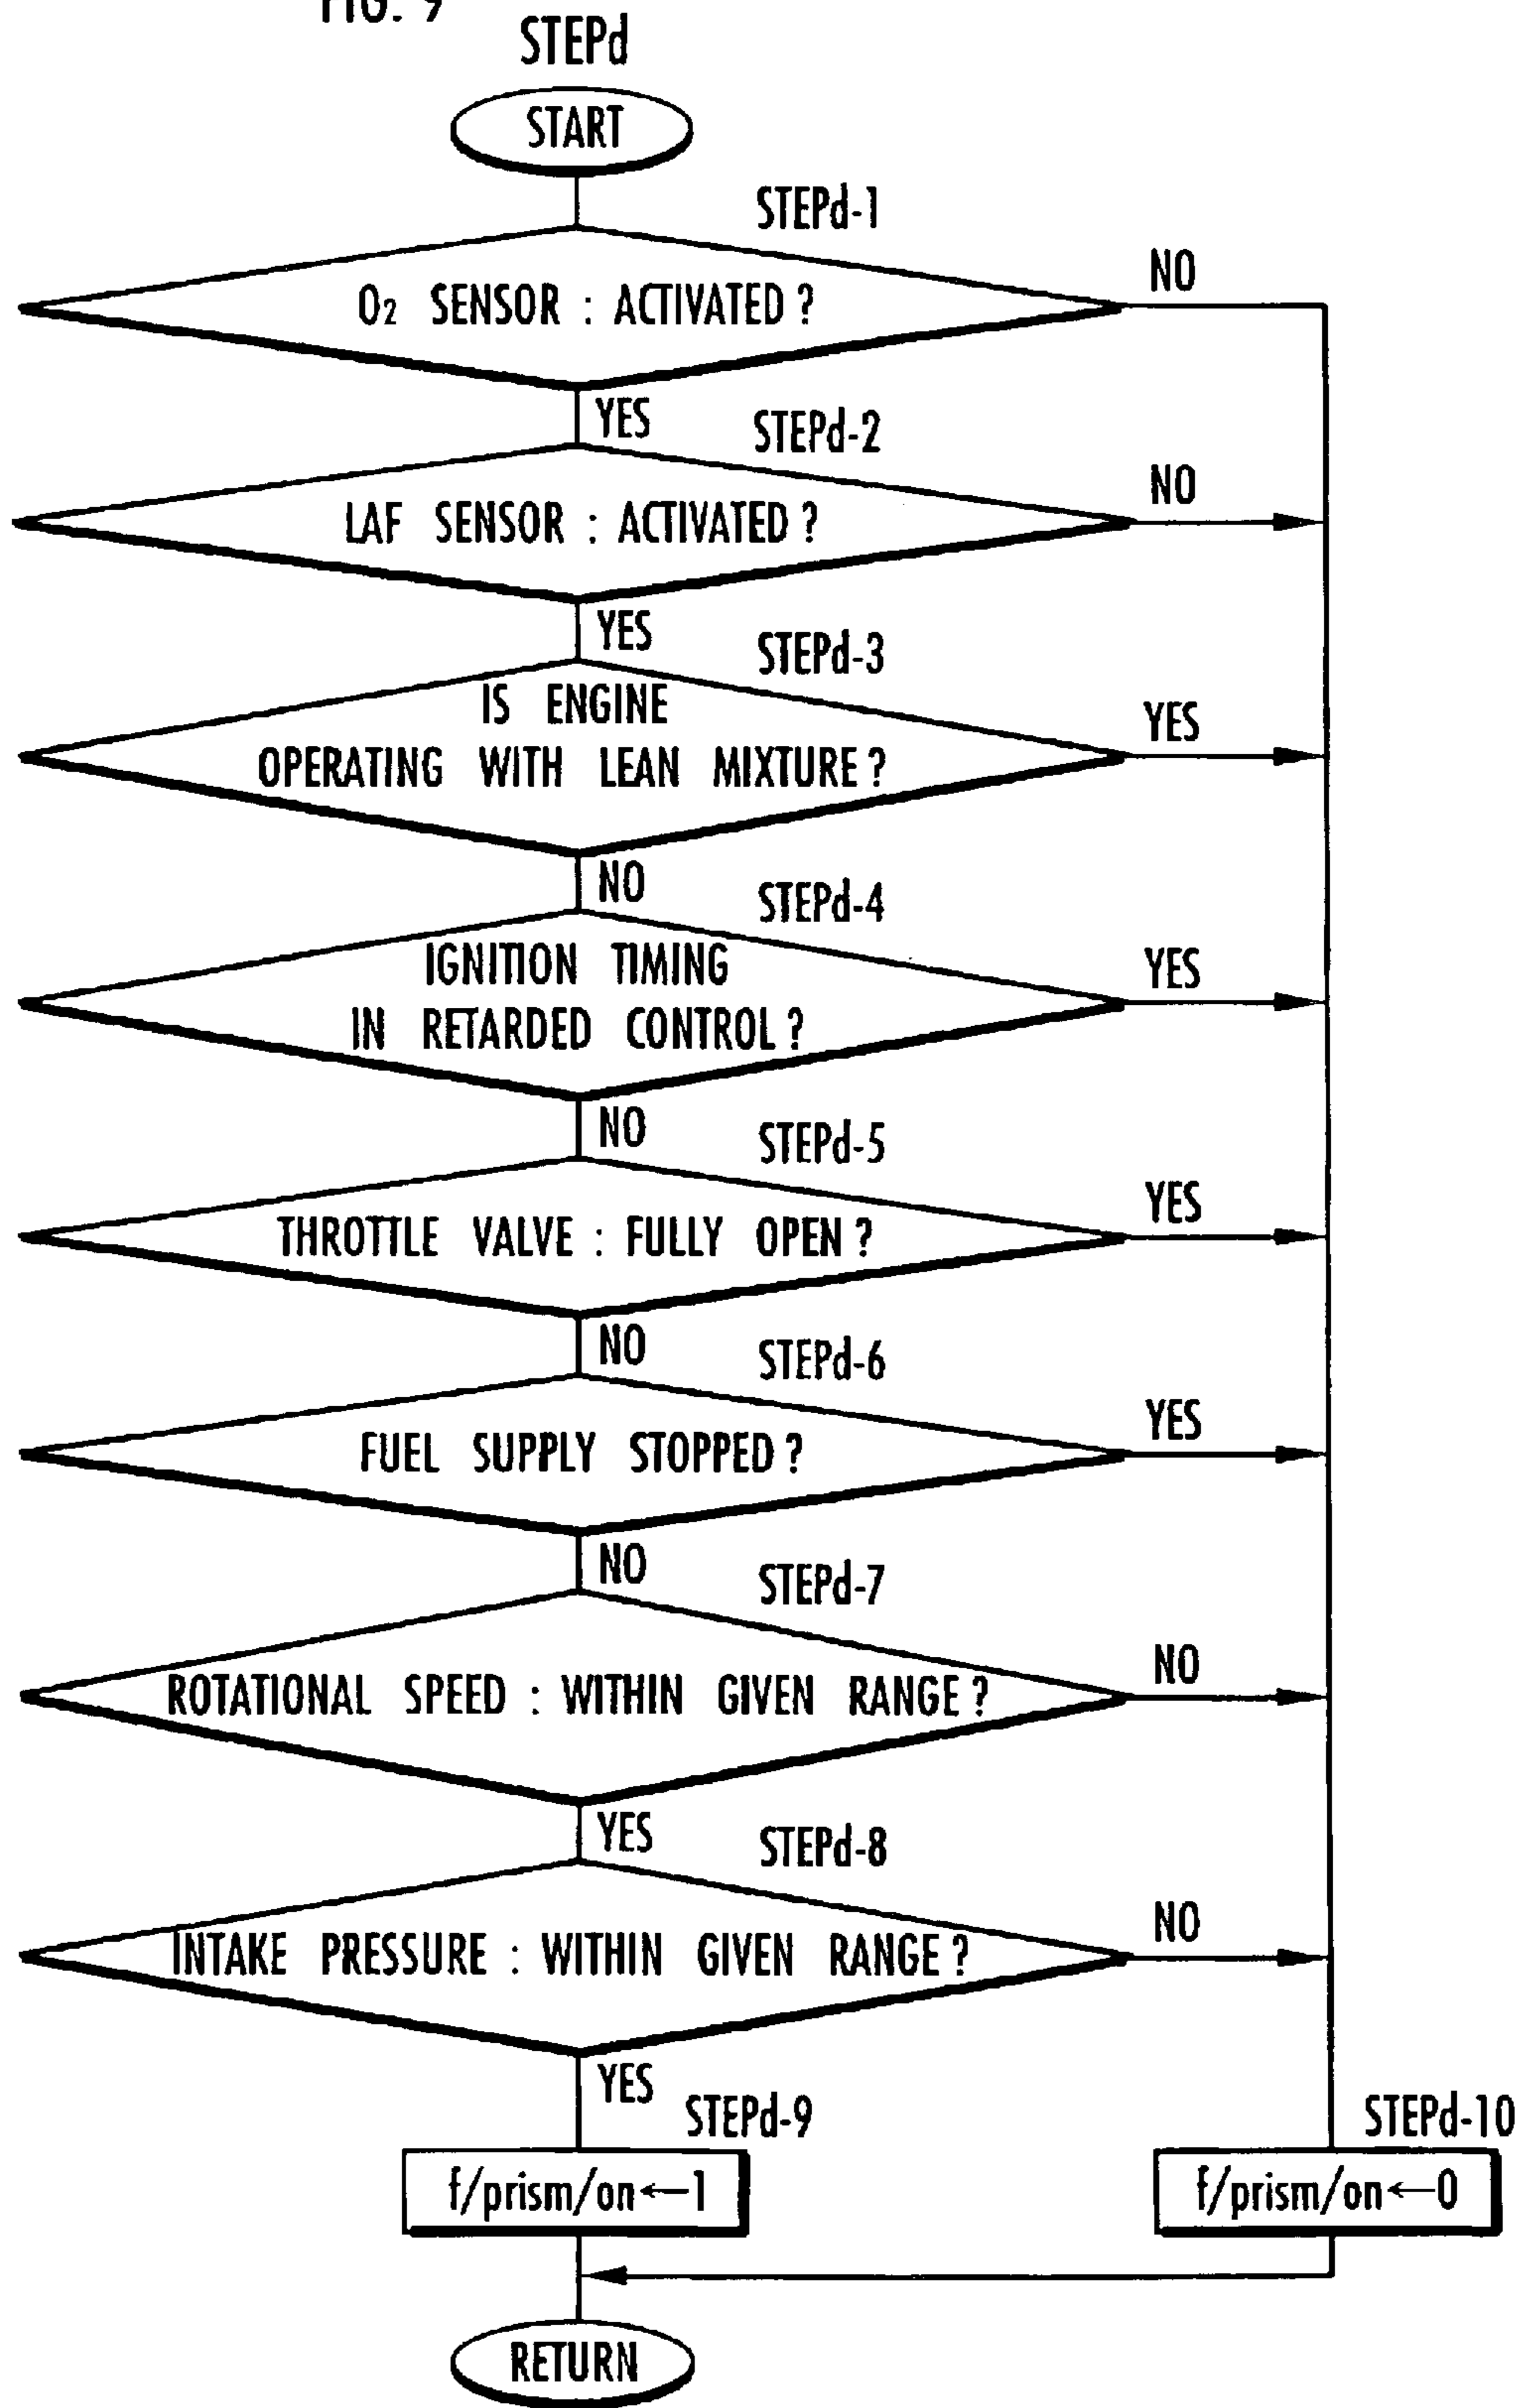 FIG. 9
STEPd
START
STEPd-1
O2 SENSOR : ACTIVATED ?
NO
YES
STEPd-2
LAF SENSOR : ACTIVATED ?
NO
YES
STEPd-3
IS ENGINE
OPERATING WITH LEAN MIXTURE ?
YES
NO
STEPd-4
IGNITION TIMING
IN RETARDED CONTROL ?
YES
NO
STEPd-5
THROTTLE VALVE : FULLY OPEN ?
YES
NO
STEPd-6
FUEL SUPPLY STOPPED ?
YES
NO
STEPd-7
ROTATIONAL SPEED : WITHIN GIVEN RANGE ?
NO
YES
STEPd-8
INTAKE PRESSURE : WITHIN GIVEN RANGE ?
NO
YES
STEPd-9
f/prism/on←1
STEPd-10
f/prism/on←0
RETURN